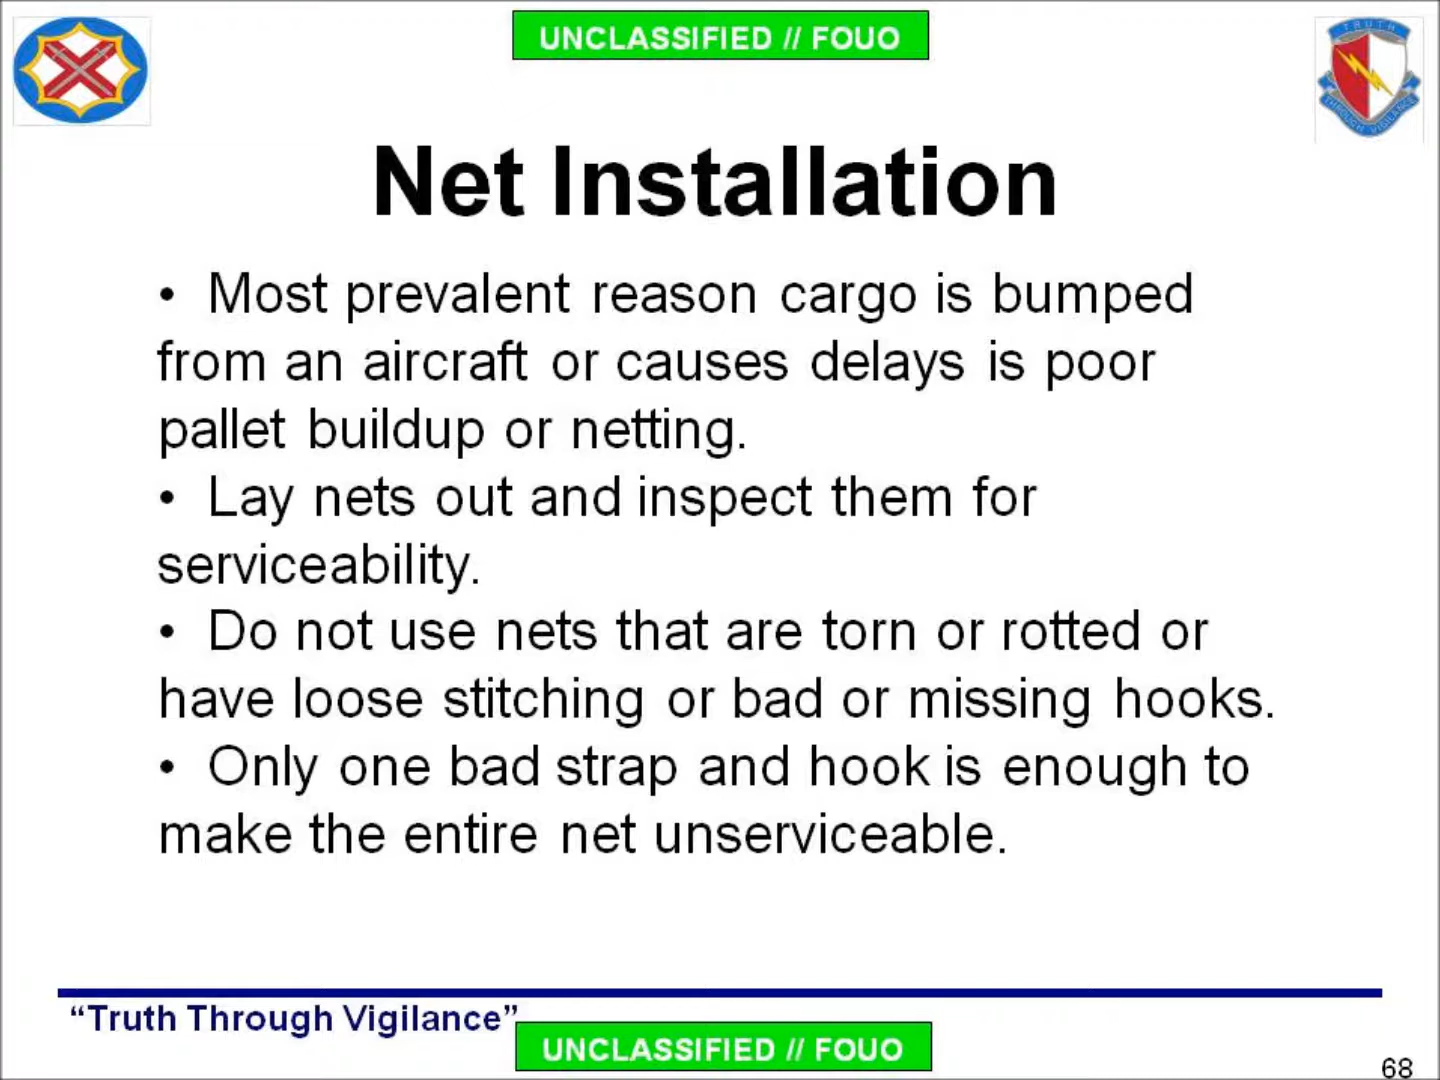 UNCLASSIFIED // FOUO
TRUTH
THROUGH VIGILANCE
Net Installation
• Most prevalent reason cargo is bumped
from an aircraft or causes delays is poor
pallet buildup or netting.
• Lay nets out and inspect them for
serviceability.
• Do not use nets that are torn or rotted or
have loose stitching or bad or missing hooks.
• Only one bad strap and hook is enough to
make the entire net unserviceable.
“Truth Through Vigilance”
UNCLASSIFIED // FOUO
68